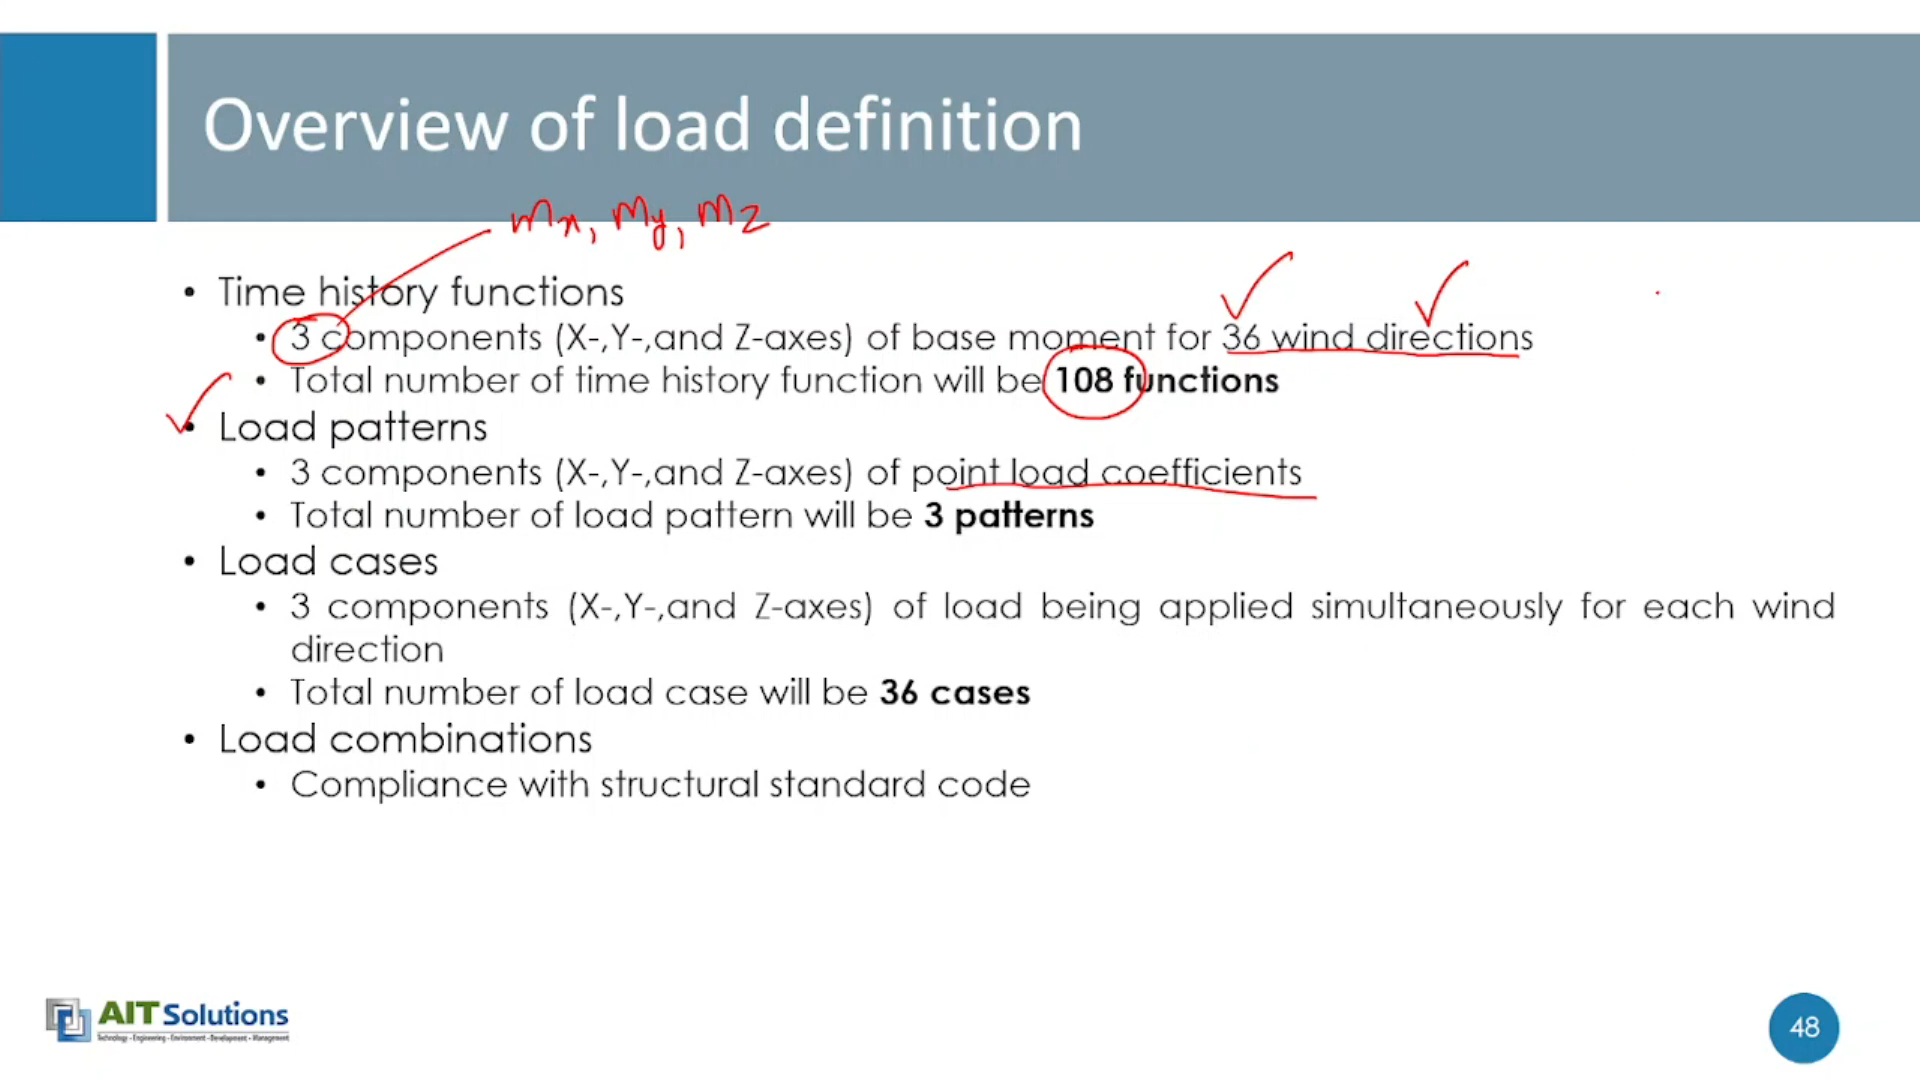 Overview of load definition
Mx, My, Mz
• Time history functions
• 3 components (X-,Y-,and Z-axes) of base moment for 36 wind directions
• Total number of time history function will be 108 functions
• Load patterns
• 3 components (X-,Y-,and Z-axes) of point load coefficients
• Total number of load pattern will be 3 patterns
• Load cases
• 3 components (X-,Y-,and Z-axes) of load being applied simultaneously for each wind
direction
• Total number of load case will be 36 cases
• Load combinations
• Compliance with structural standard code
AIT Solutions
Technology - Engineering - Environment - Development - Management
48